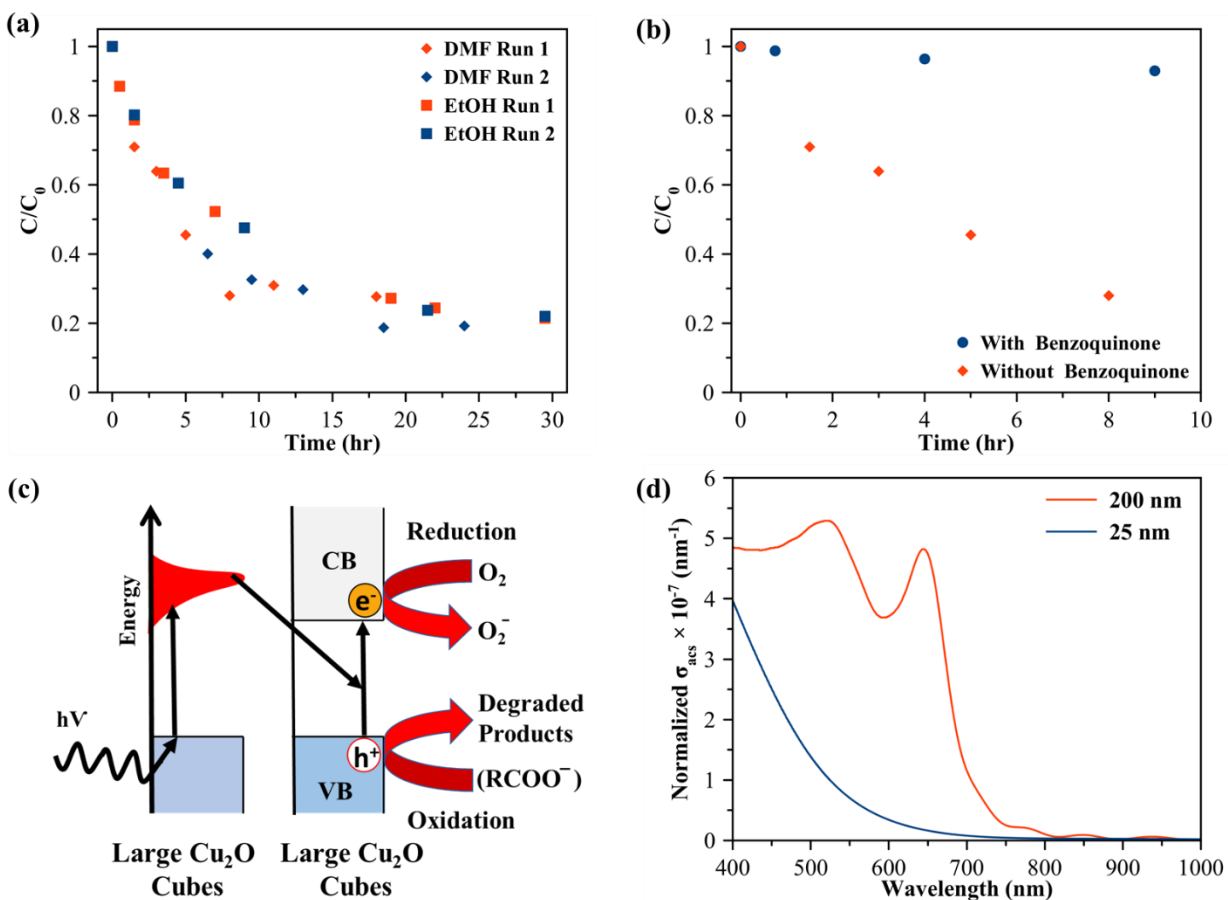 (a)
C/C₀
1
0.8
0.6
0.4
0.2
0
0 5 10 15 20 25 30
Time (hr)
DMF Run 1
DMF Run 2
EtOH Run 1
EtOH Run 2
(b)
C/C₀
1
0.8
0.6
0.4
0.2
0
0 2 4 6 8 10
Time (hr)
With Benzoquinone
Without Benzoquinone
(c)
Energy
hV
CB
e⁻
Reduction
O₂
O₂⁻
VB
h⁺
Degraded
Products
(RCOO⁻)
Oxidation
Large Cu₂O
Cubes
Large Cu₂O
Cubes
(d)
Normalized σacs × 10⁻⁷ (nm⁻¹)
6
5
4
3
2
1
0
400 500 600 700 800 900 1000
Wavelength (nm)
200 nm
25 nm